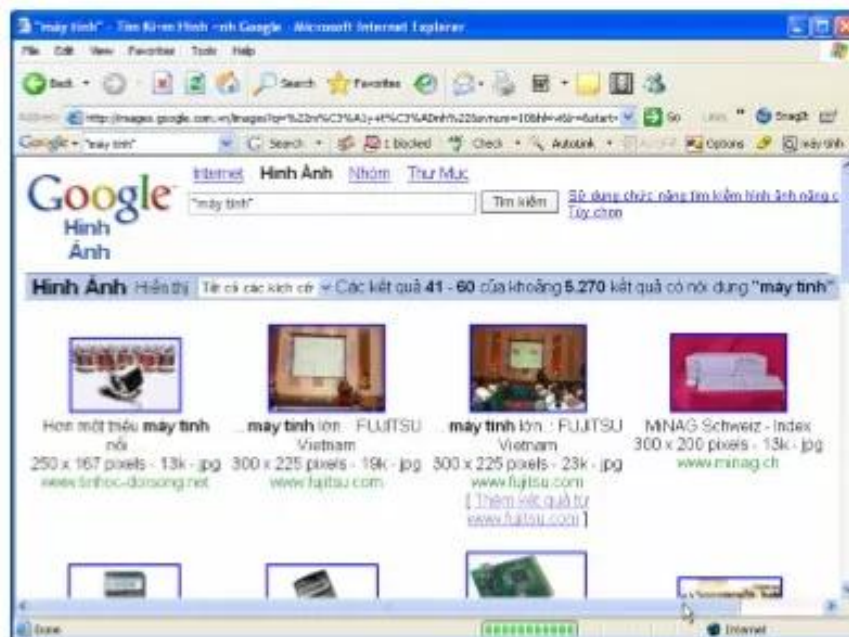 "máy tính" - Tìm Kiếm Hình Ảnh Google - Microsoft Internet Explorer
File Edit View Favorites Tools Help
Back Search Favorites
Go Links » SnagIt
Google "máy tính" Search 1 blocked Check AutoLink Options máy tính
Internet Hình Ảnh Nhóm Thư Mục
Google
Hình
Ảnh
"máy tính" Tìm kiếm
Sử dụng chức năng tìm kiếm hình ảnh nâng c
Tùy chọn
Hình Ảnh Hiển thị Tất cả các kích cỡ Các kết quả 41 - 60 của khoảng 5.270 kết quả có nội dung "máy tính"
Hơn một triệu máy tính
nối
250 x 167 pixels - 13k - jpg
www.tinhoc-doisong.net
... máy tính lớn : FUJITSU
Vietnam
300 x 225 pixels - 19k - jpg
www.fujitsu.com
... máy tính lớn : FUJITSU
Vietnam
300 x 225 pixels - 23k - jpg
www.fujitsu.com
[ Thêm kết quả từ
www.fujitsu.com ]
MINAG Schweiz - Index
300 x 200 pixels - 13k - jpg
www.minag.ch
Done Internet